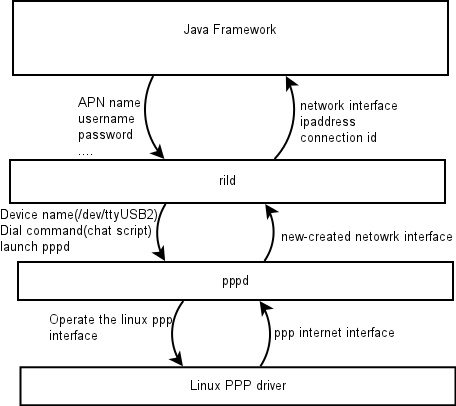 Java Framework
APN name
username
password
....
network interface
ipaddress
connection id
rild
Device name(/dev/ttyUSB2)
Dial command(chat script)
launch pppd
new-created netowrk interface
pppd
Operate the linux ppp
interface
ppp internet interface
Linux PPP driver